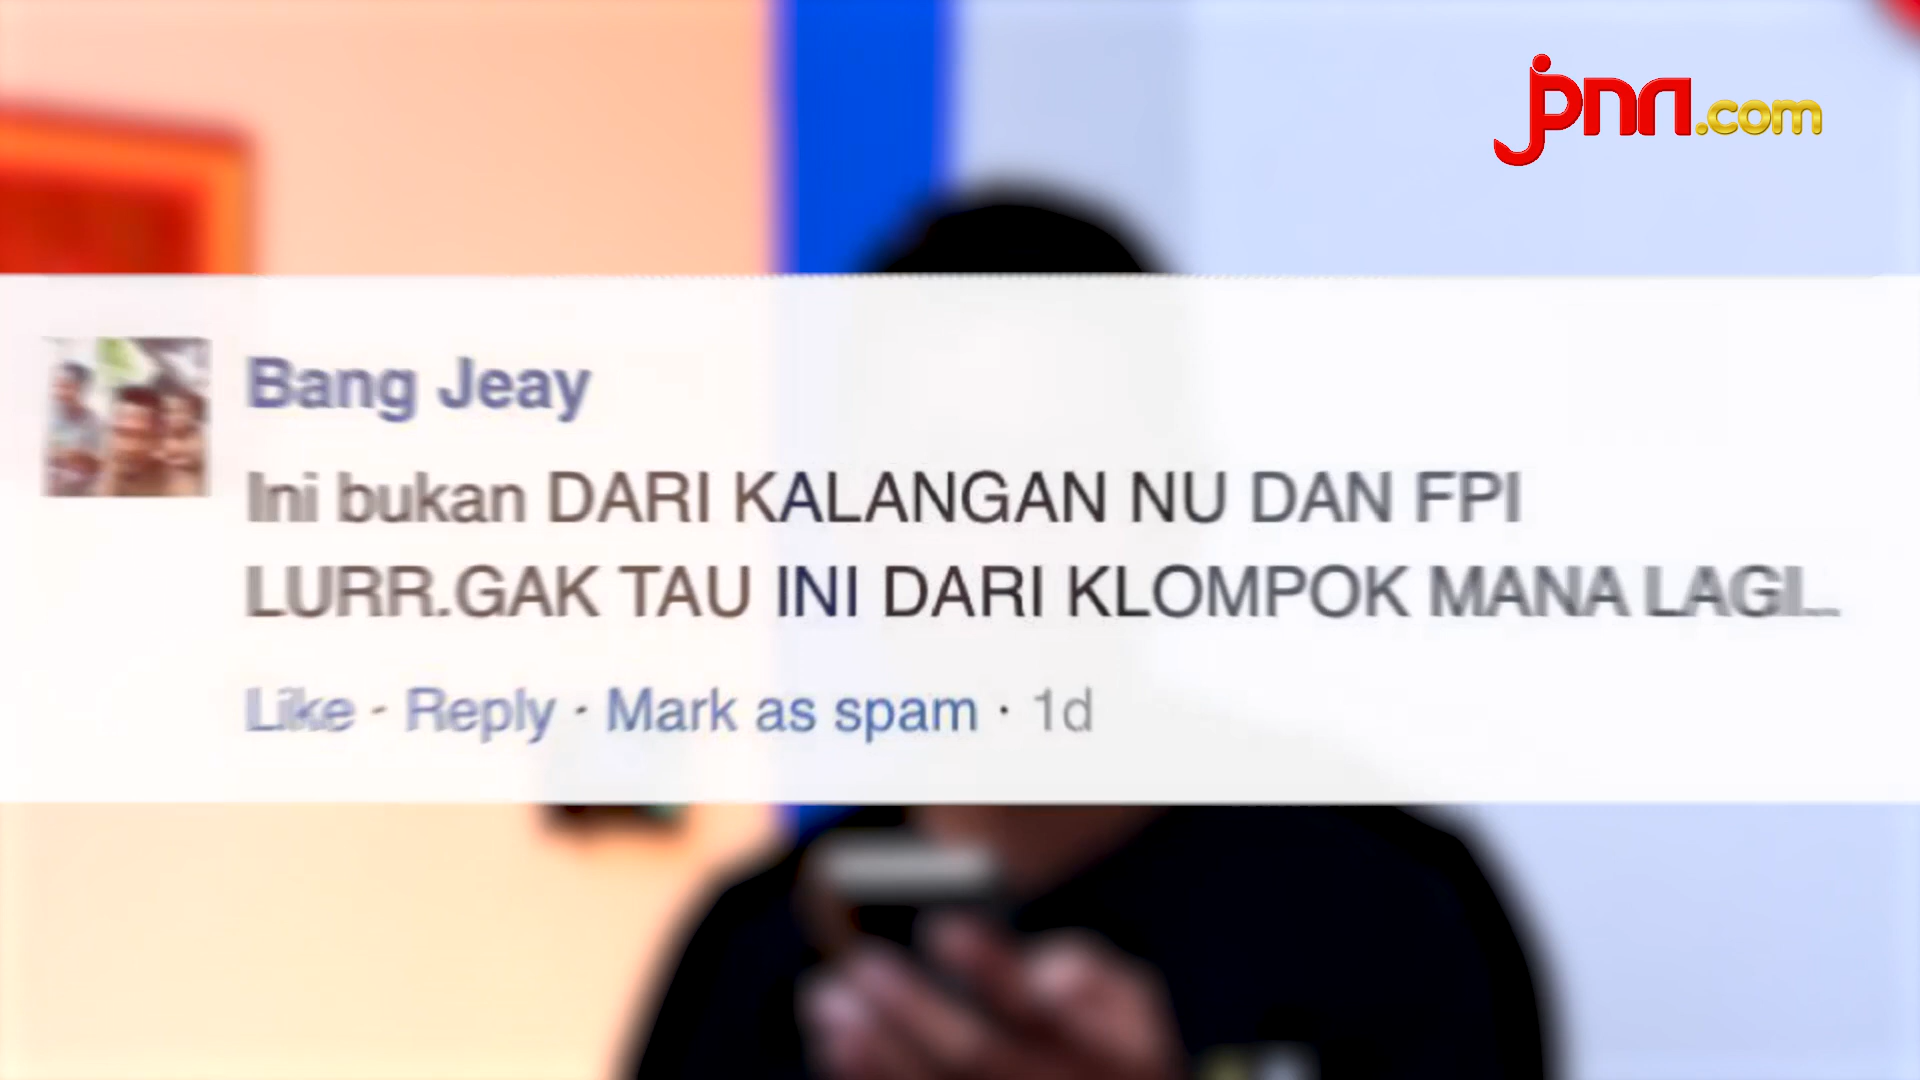 jpnn.com
Bang Jeay
Ini bukan DARI KALANGAN NU DAN FPI
LURR.GAK TAU INI DARI KLOMPOK MANA LAGI...
Like · Reply · Mark as spam · 1d